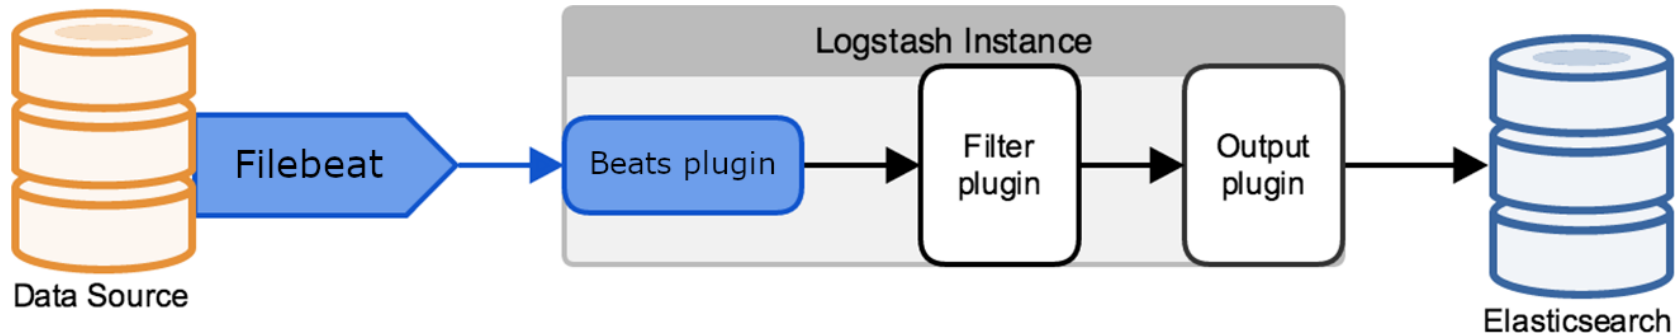 Logstash Instance
Filebeat
Beats plugin
Filter
plugin
Output
plugin
Data Source
Elasticsearch